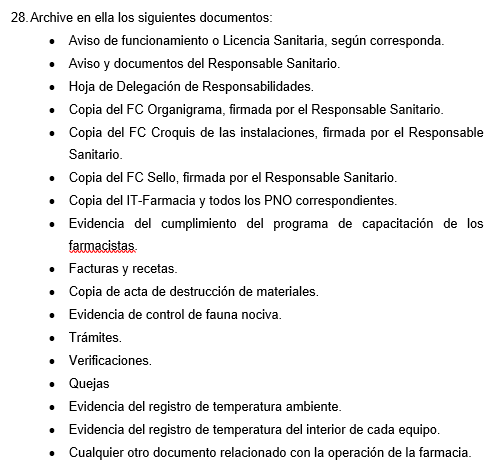 28. Archive en ella los siguientes documentos:
• Aviso de funcionamiento o Licencia Sanitaria, según corresponda.
• Aviso y documentos del Responsable Sanitario.
• Hoja de Delegación de Responsabilidades.
• Copia del FC Organigrama, firmada por el Responsable Sanitario.
• Copia del FC Croquis de las instalaciones, firmada por el Responsable
Sanitario.
• Copia del FC Sello, firmada por el Responsable Sanitario.
• Copia del IT-Farmacia y todos los PNO correspondientes.
• Evidencia del cumplimiento del programa de capacitación de los
farmacistas.
• Facturas y recetas.
• Copia de acta de destrucción de materiales.
• Evidencia de control de fauna nociva.
• Trámites.
• Verificaciones.
• Quejas
• Evidencia del registro de temperatura ambiente.
• Evidencia del registro de temperatura del interior de cada equipo.
• Cualquier otro documento relacionado con la operación de la farmacia.